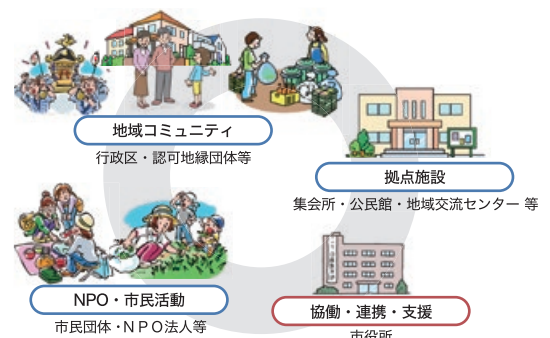 地域コミュニティ
行政区・認可地縁団体等
拠点施設
集会所・公民館・地域交流センター 等
NPO・市民活動
市民団体・NPO法人等
協働・連携・支援
市役所